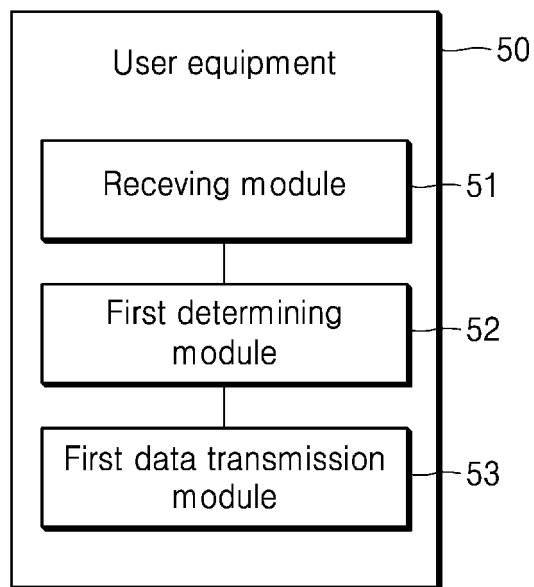 User equipment
50
Receving module
51
First determining
module
52
First data transmission
module
53